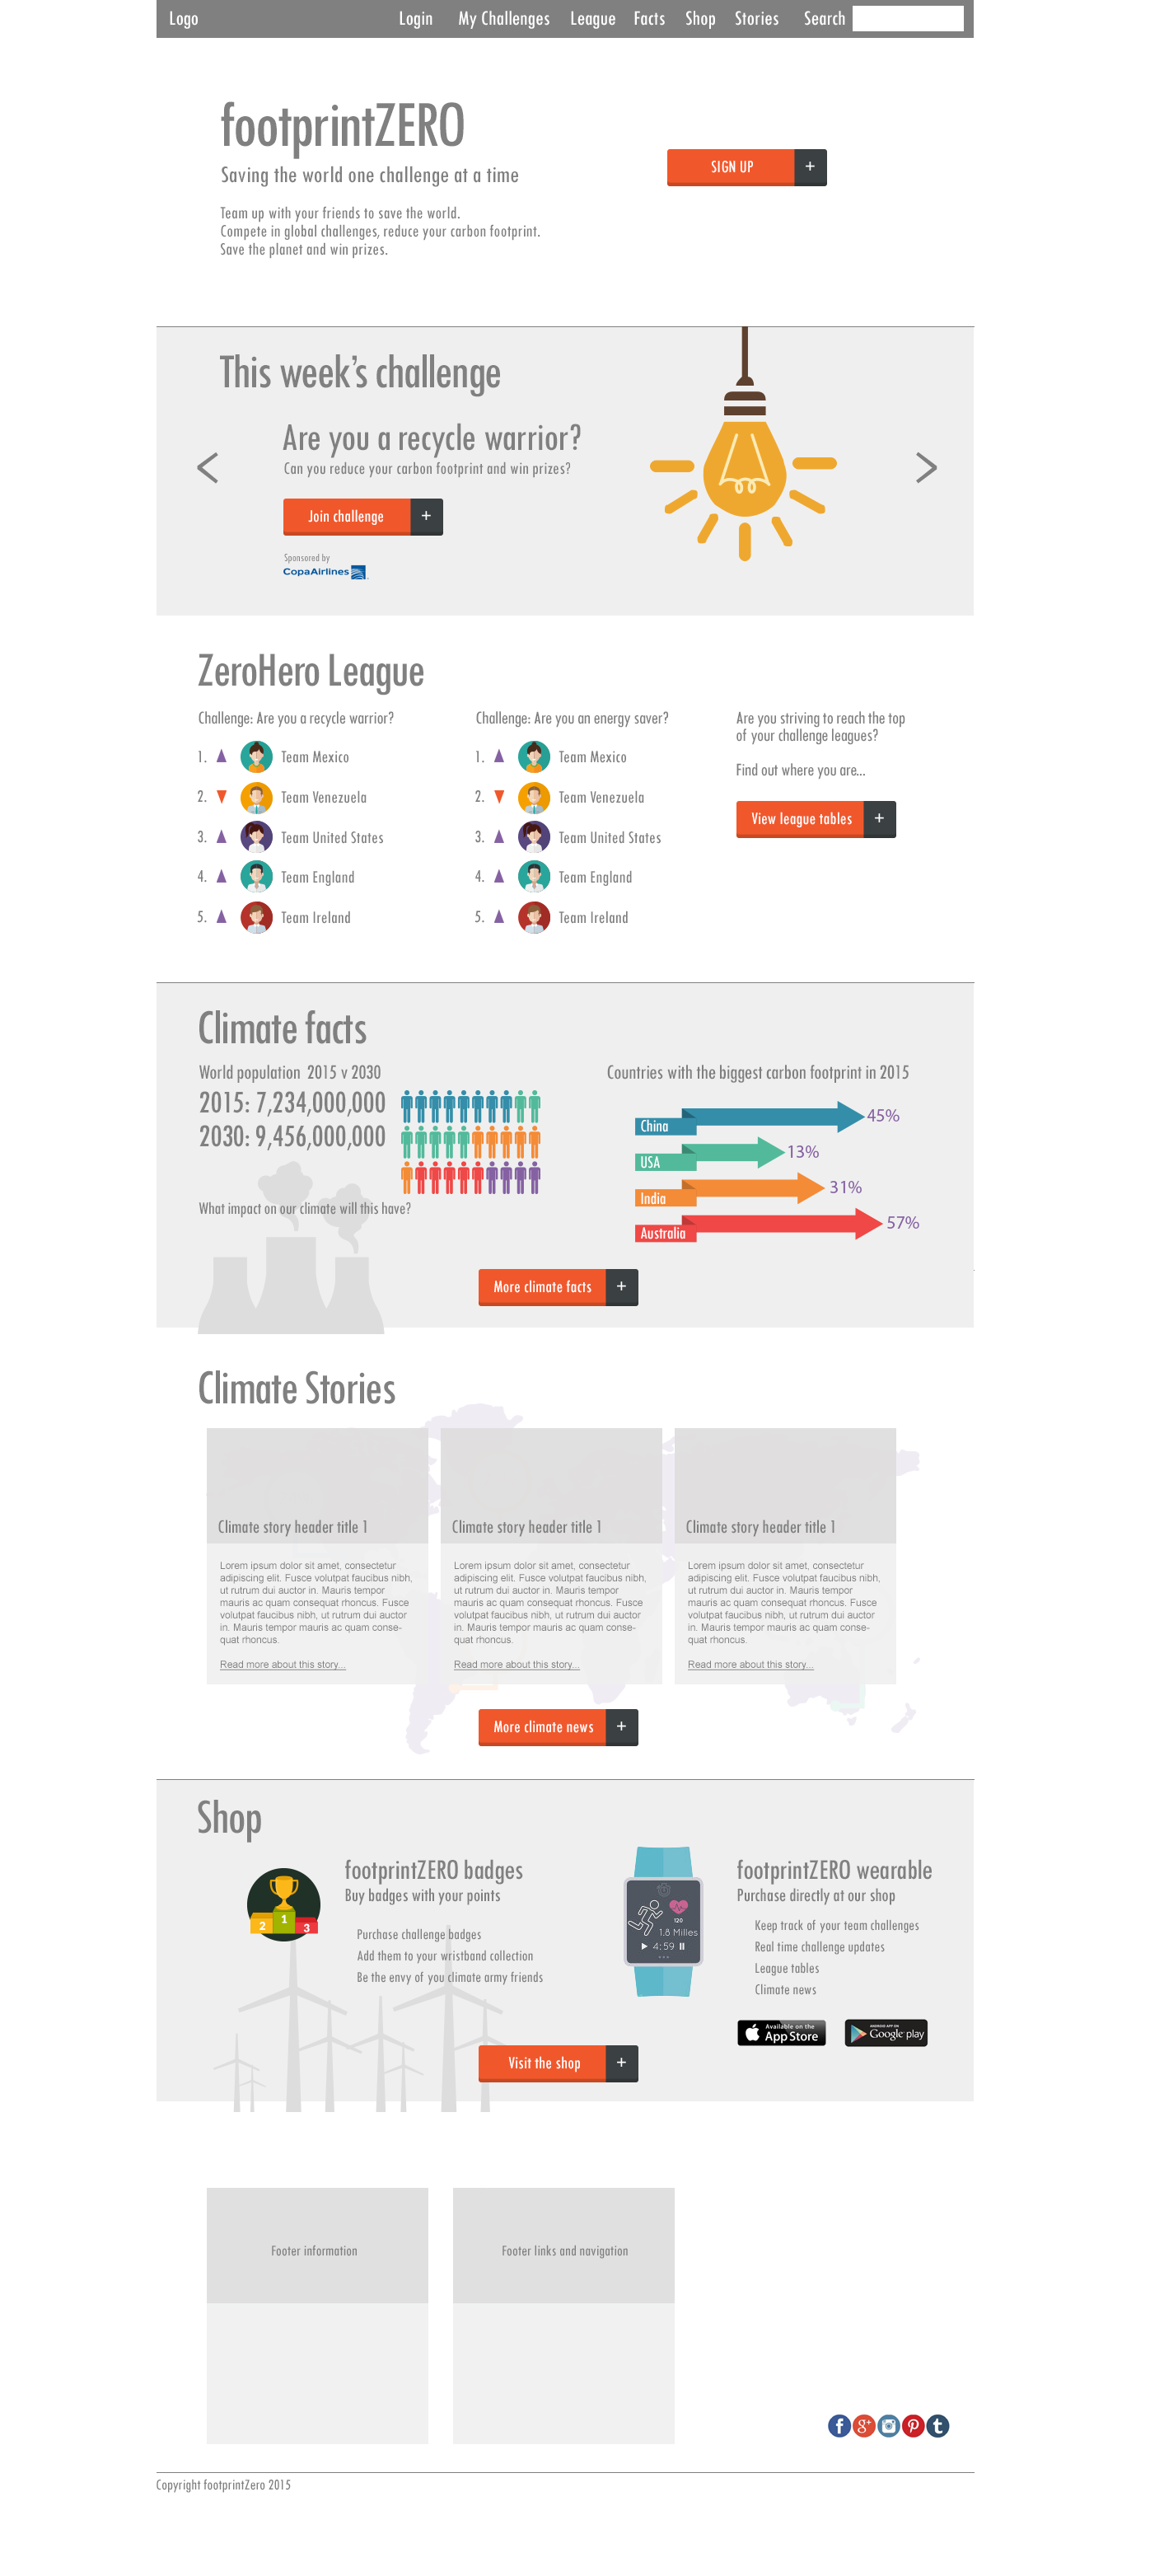 Logo
Login My Challenges League Facts Shop Stories Search
footprintZERO
Saving the world one challenge at a time
SIGN UP +
Team up with your friends to save the world.
Compete in global challenges, reduce your carbon footprint.
Save the planet and win prizes.
This week's challenge
Are you a recycle warrior?
Can you reduce your carbon footprint and win prizes?
Join challenge +
Sponsored by
CopaAirlines
ZeroHero League
Challenge: Are you a recycle warrior?
1. Team Mexico
2. Team Venezuela
3. Team United States
4. Team England
5. Team Ireland
Challenge: Are you an energy saver?
1. Team Mexico
2. Team Venezuela
3. Team United States
4. Team England
5. Team Ireland
Are you striving to reach the top
of your challenge leagues?
Find out where you are...
View league tables +
Climate facts
World population 2015 v 2030
2015: 7,234,000,000
2030: 9,456,000,000
What impact on our climate will this have?
Countries with the biggest carbon footprint in 2015
China 45%
USA 13%
India 31%
Australia 57%
More climate facts +
Climate Stories
Climate story header title 1
Lorem ipsum dolor sit amet, consectetur
adipiscing elit. Fusce volutpat faucibus nibh,
ut rutrum dui auctor in. Mauris tempor
mauris ac quam consequat rhoncus. Fusce
volutpat faucibus nibh, ut rutrum dui auctor
in. Mauris tempor mauris ac quam conse-
quat rhoncus.
Read more about this story...
Climate story header title 1
Lorem ipsum dolor sit amet, consectetur
adipiscing elit. Fusce volutpat faucibus nibh,
ut rutrum dui auctor in. Mauris tempor
mauris ac quam consequat rhoncus. Fusce
volutpat faucibus nibh, ut rutrum dui auctor
in. Mauris tempor mauris ac quam conse-
quat rhoncus.
Read more about this story...
Climate story header title 1
Lorem ipsum dolor sit amet, consectetur
adipiscing elit. Fusce volutpat faucibus nibh,
ut rutrum dui auctor in. Mauris tempor
mauris ac quam consequat rhoncus. Fusce
volutpat faucibus nibh, ut rutrum dui auctor
in. Mauris tempor mauris ac quam conse-
quat rhoncus.
Read more about this story...
More climate news +
Shop
2 1 3
footprintZERO badges
Buy badges with your points
Purchase challenge badges
Add them to your wristband collection
Be the envy of you climate army friends
120
1.8 Milles
4:59
footprintZERO wearable
Purchase directly at our shop
Keep track of your team challenges
Real time challenge updates
League tables
Climate news
Available on the
App Store
ANDROID APP ON
Google play
Visit the shop +
Footer information
Footer links and navigation
f g+ p t
Copyright footprintZero 2015